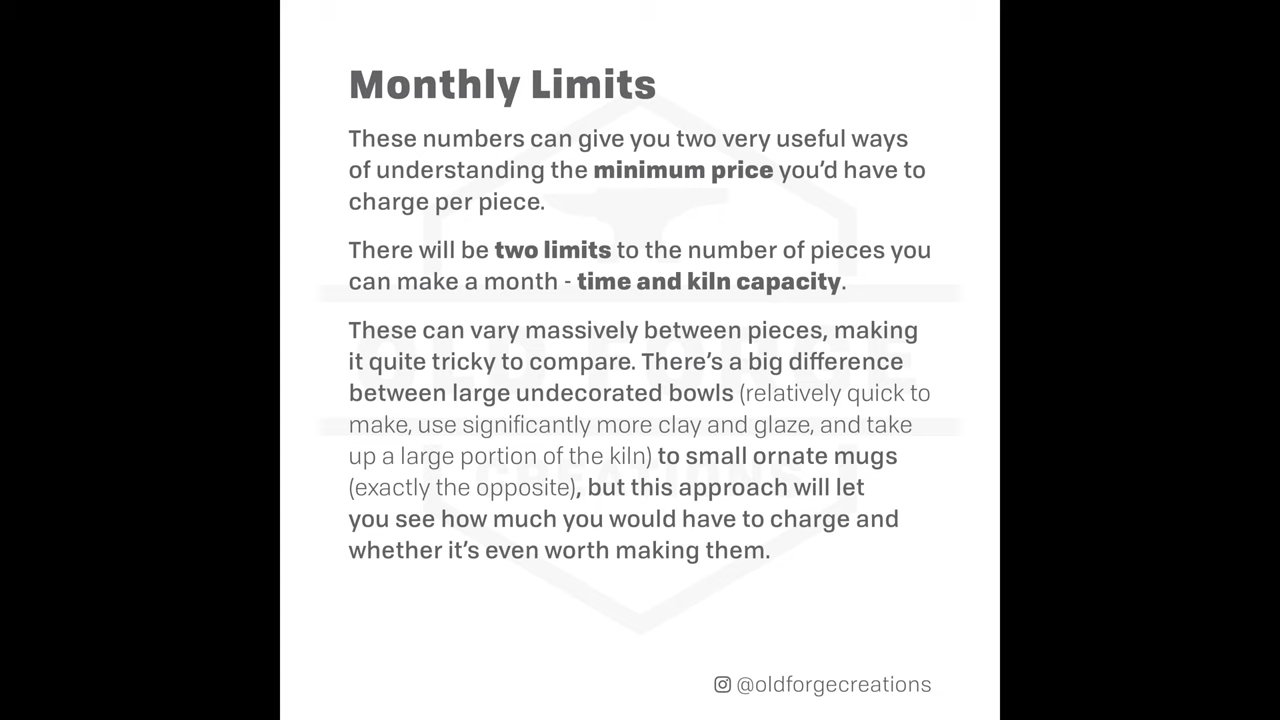 Monthly Limits
These numbers can give you two very useful ways
of understanding the minimum price you'd have to
charge per piece.
There will be two limits to the number of pieces you
can make a month - time and kiln capacity.
These can vary massively between pieces, making
it quite tricky to compare. There's a big difference
between large undecorated bowls (relatively quick to
make, use significantly more clay and glaze, and take
up a large portion of the kiln) to small ornate mugs
(exactly the opposite), but this approach will let
you see how much you would have to charge and
whether it's even worth making them.
OLD FORGE
CREATIONS
@oldforgecreations